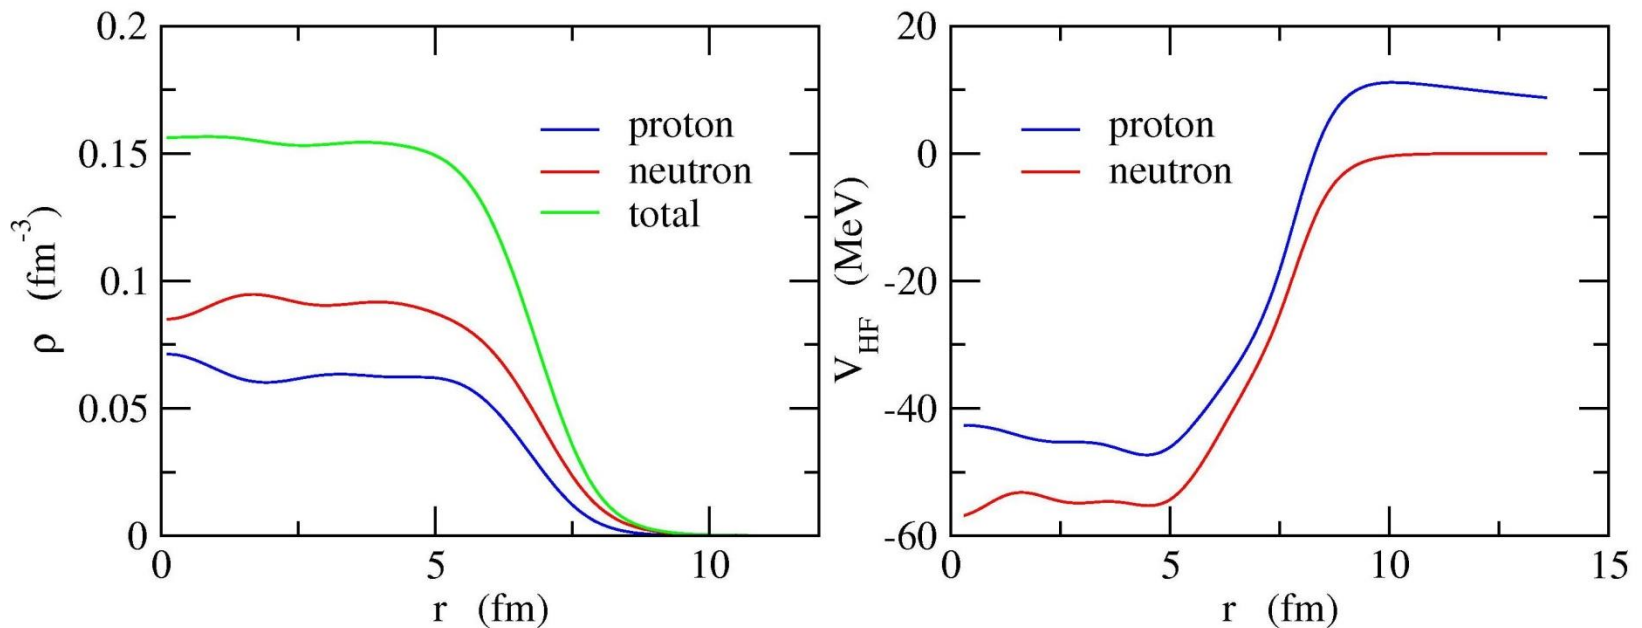 0.2
0.15
0.1
0.05
0
ρ (fm-3)
proton
neutron
total
0 5 10
r (fm)
20
0
-20
-40
-60
VHF (MeV)
proton
neutron
0 5 10 15
r (fm)